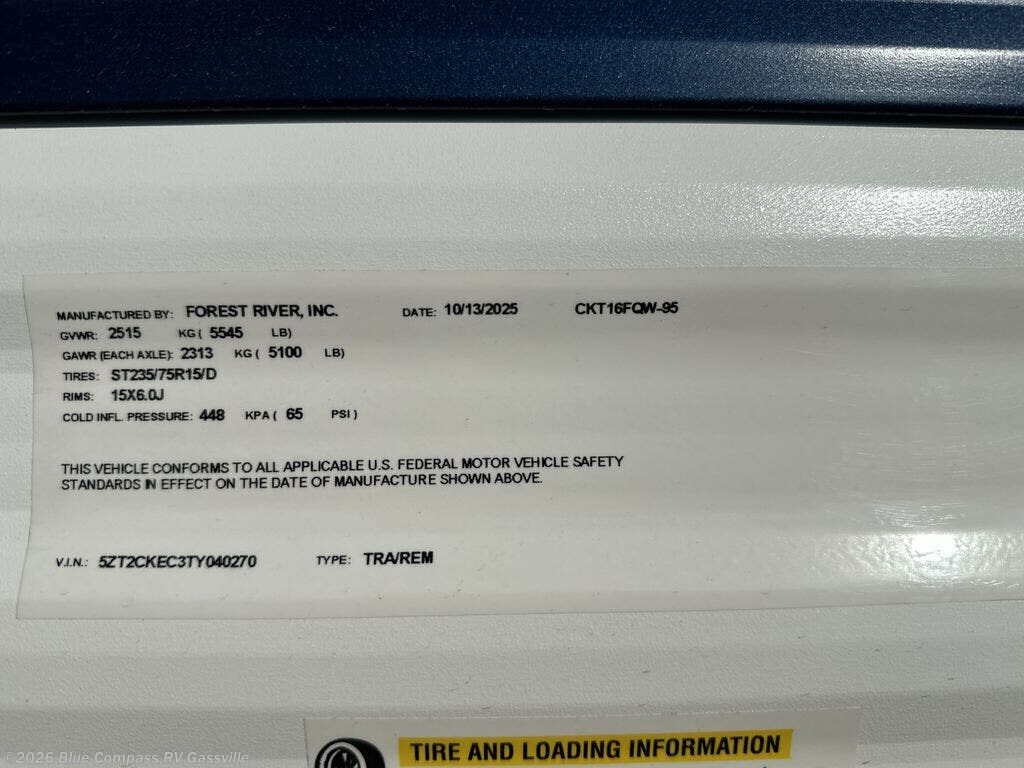 MANUFACTURED BY: FOREST RIVER, INC. DATE: 10/13/2025 CKT16FQW-95
GVWR: 2515 KG ( 5545 LB)
GAWR (EACH AXLE): 2313 KG ( 5100 LB)
TIRES: ST235/75R15/D
RIMS: 15X6.0J
COLD INFL. PRESSURE: 448 KPA ( 65 PSI )
THIS VEHICLE CONFORMS TO ALL APPLICABLE U.S. FEDERAL MOTOR VEHICLE SAFETY
STANDARDS IN EFFECT ON THE DATE OF MANUFACTURE SHOWN ABOVE.
V.I.N.: 5ZT2CKEC3TY040270 TYPE: TRA/REM
TIRE AND LOADING INFORMATION
©2026 Blue Compass RV Gassville